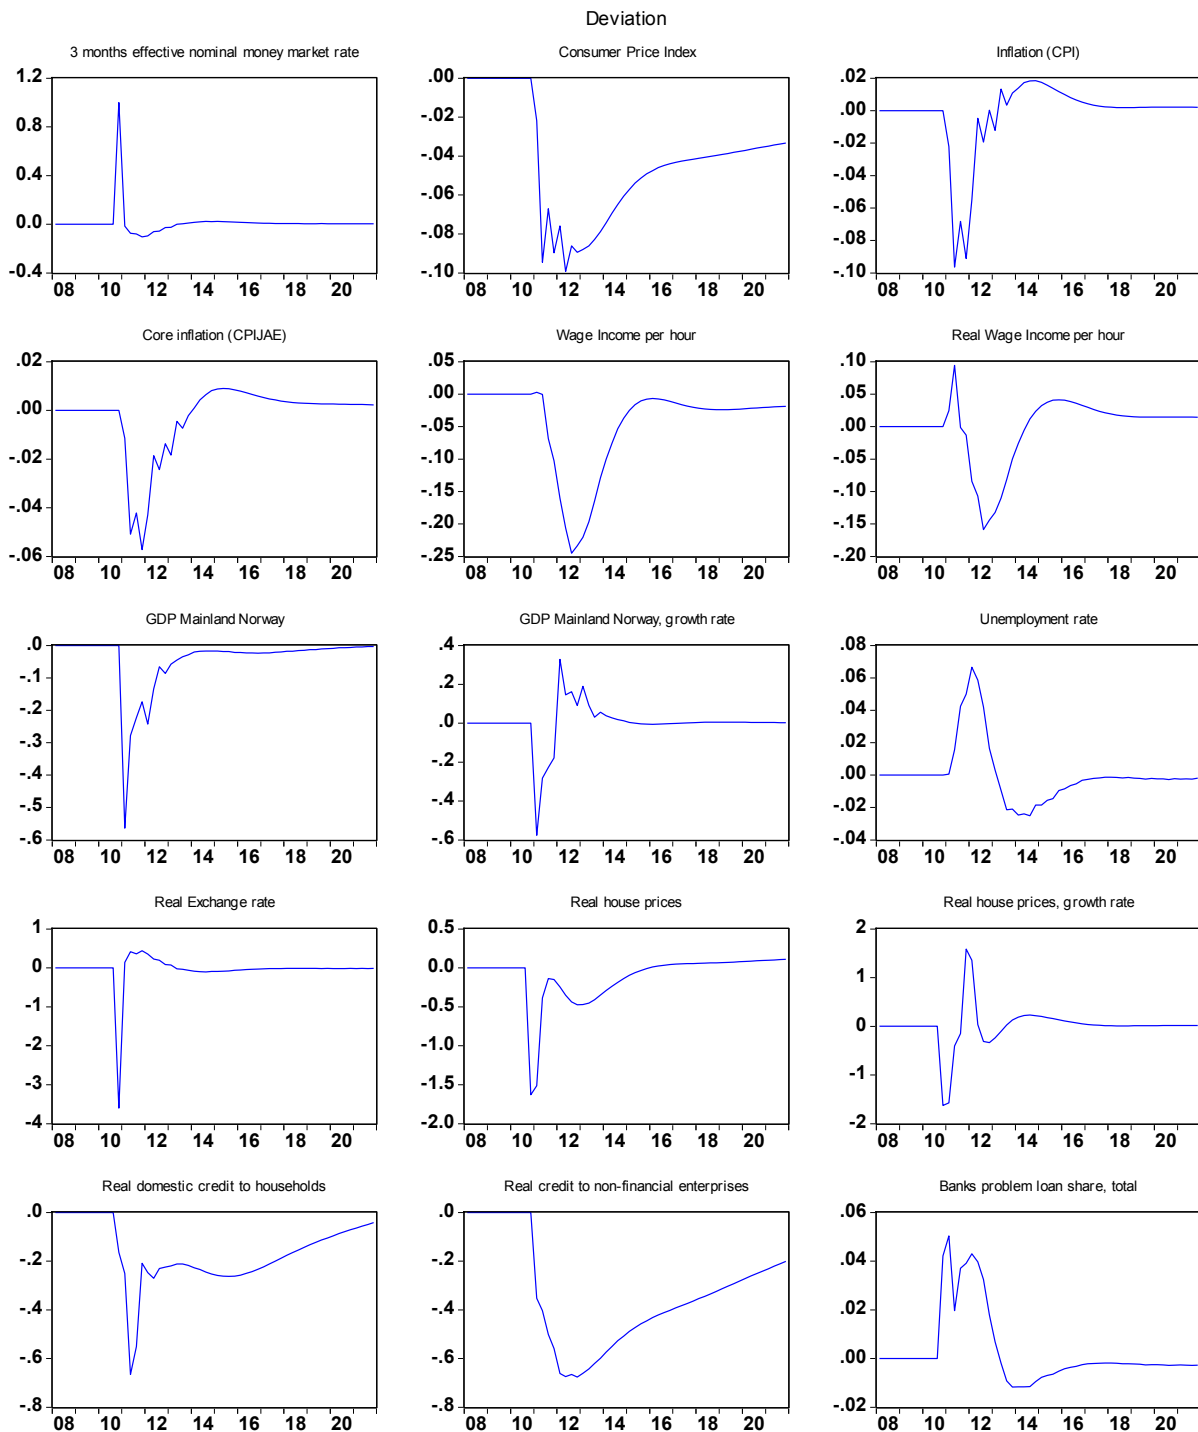 Deviation
3 months effective nominal money market rate
1.2
0.8
0.4
0.0
-0.4
08 10 12 14 16 18 20
Consumer Price Index
.00
-.02
-.04
-.06
-.08
-.10
08 10 12 14 16 18 20
Inflation (CPI)
.02
.00
-.02
-.04
-.06
-.08
-.10
08 10 12 14 16 18 20
Core inflation (CPIJAE)
.02
.00
-.02
-.04
-.06
08 10 12 14 16 18 20
Wage Income per hour
.05
.00
-.05
-.10
-.15
-.20
-.25
08 10 12 14 16 18 20
Real Wage Income per hour
.10
.05
.00
-.05
-.10
-.15
-.20
08 10 12 14 16 18 20
GDP Mainland Norway
.0
-.1
-.2
-.3
-.4
-.5
-.6
08 10 12 14 16 18 20
GDP Mainland Norway, growth rate
.4
.2
.0
-.2
-.4
-.6
08 10 12 14 16 18 20
Unemployment rate
.08
.06
.04
.02
.00
-.02
-.04
08 10 12 14 16 18 20
Real Exchange rate
1
0
-1
-2
-3
-4
08 10 12 14 16 18 20
Real house prices
0.5
0.0
-0.5
-1.0
-1.5
-2.0
08 10 12 14 16 18 20
Real house prices, growth rate
2
1
0
-1
-2
08 10 12 14 16 18 20
Real domestic credit to households
.0
-.2
-.4
-.6
-.8
08 10 12 14 16 18 20
Real credit to non-financial enterprises
.0
-.2
-.4
-.6
-.8
08 10 12 14 16 18 20
Banks problem loan share, total
.06
.04
.02
.00
-.02
08 10 12 14 16 18 20